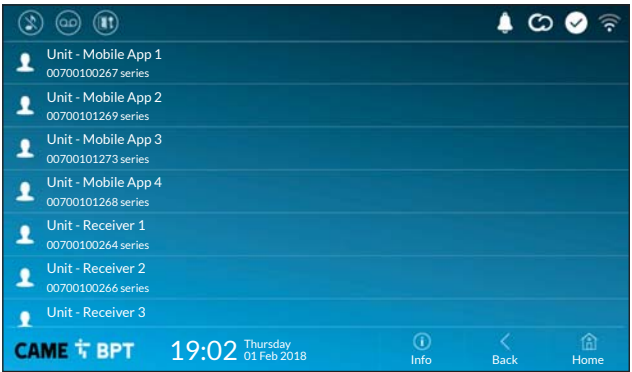 Unit - Mobile App 1
00700100267 series
Unit - Mobile App 2
00700101269 series
Unit - Mobile App 3
00700101273 series
Unit - Mobile App 4
00700101268 series
Unit - Receiver 1
00700100264 series
Unit - Receiver 2
00700100266 series
Unit - Receiver 3
CAME BPT
19:02
Thursday
01 Feb 2018
Info
Back
Home